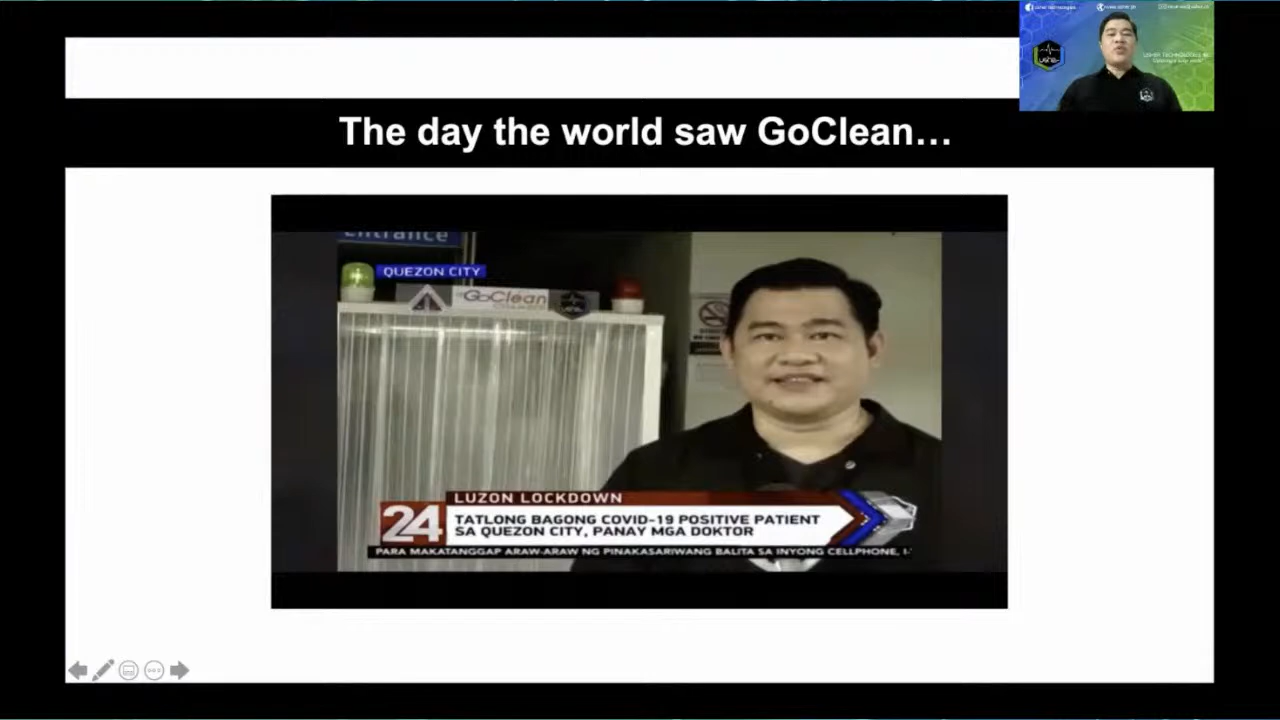 The day the world saw GoClean...
Entrance
QUEZON CITY
GoClean
24
LUZON LOCKDOWN
TATLONG BAGONG COVID-19 POSITIVE PATIENT
SA QUEZON CITY, PANAY MGA DOKTOR
PARA MAKATANGGAP ARAW-ARAW NG PINAKASARIWANG BALITA SA INYONG CELLPHONE, I-